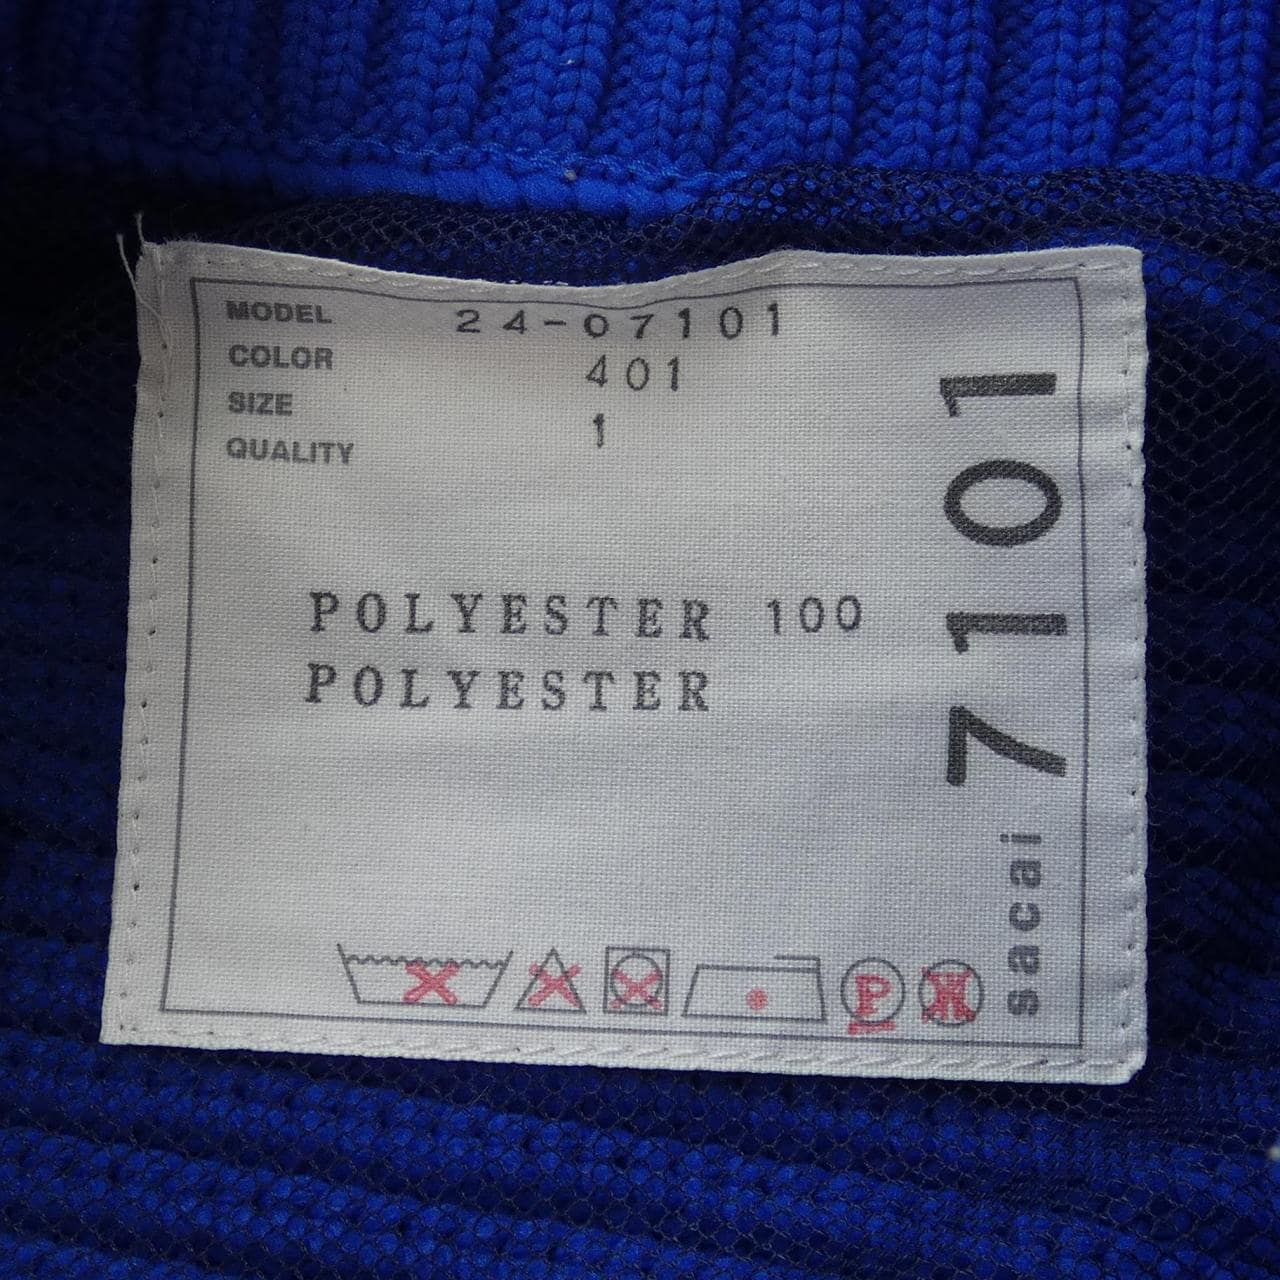 MODEL 24-07101
COLOR 401
SIZE 1
QUALITY
POLYESTER 100
POLYESTER
P
W
sacai 7101